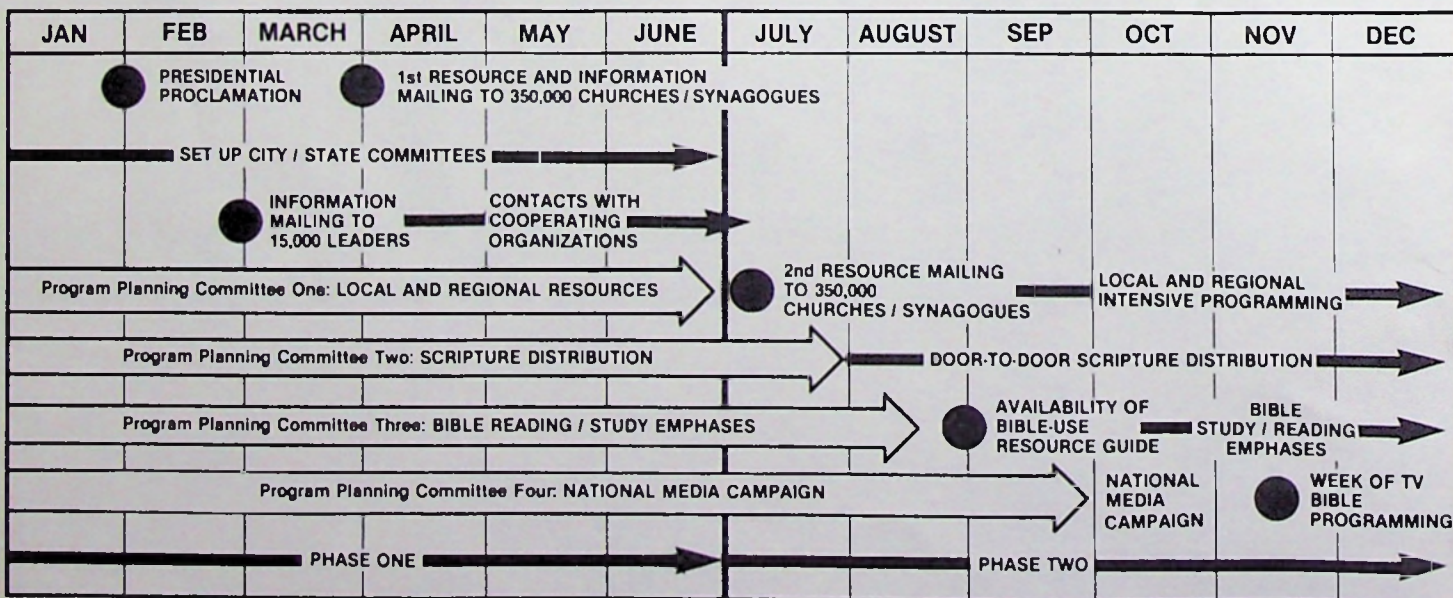 JAN FEB MARCH APRIL MAY JUNE JULY AUGUST SEP OCT NOV DEC
PRESIDENTIAL
PROCLAMATION
1st RESOURCE AND INFORMATION
MAILING TO 350,000 CHURCHES / SYNAGOGUES
SET UP CITY / STATE COMMITTEES
INFORMATION
MAILING TO
15,000 LEADERS
CONTACTS WITH
COOPERATING
ORGANIZATIONS
Program Planning Committee One: LOCAL AND REGIONAL RESOURCES
2nd RESOURCE MAILING
TO 350,000
CHURCHES / SYNAGOGUES
LOCAL AND REGIONAL
INTENSIVE PROGRAMMING
Program Planning Committee Two: SCRIPTURE DISTRIBUTION
DOOR-TO-DOOR SCRIPTURE DISTRIBUTION
Program Planning Committee Three: BIBLE READING / STUDY EMPHASES
AVAILABILITY OF
BIBLE-USE
RESOURCE GUIDE
BIBLE
STUDY / READING
EMPHASES
Program Planning Committee Four: NATIONAL MEDIA CAMPAIGN
NATIONAL
MEDIA
CAMPAIGN
WEEK OF TV
BIBLE
PROGRAMMING
PHASE ONE
PHASE TWO